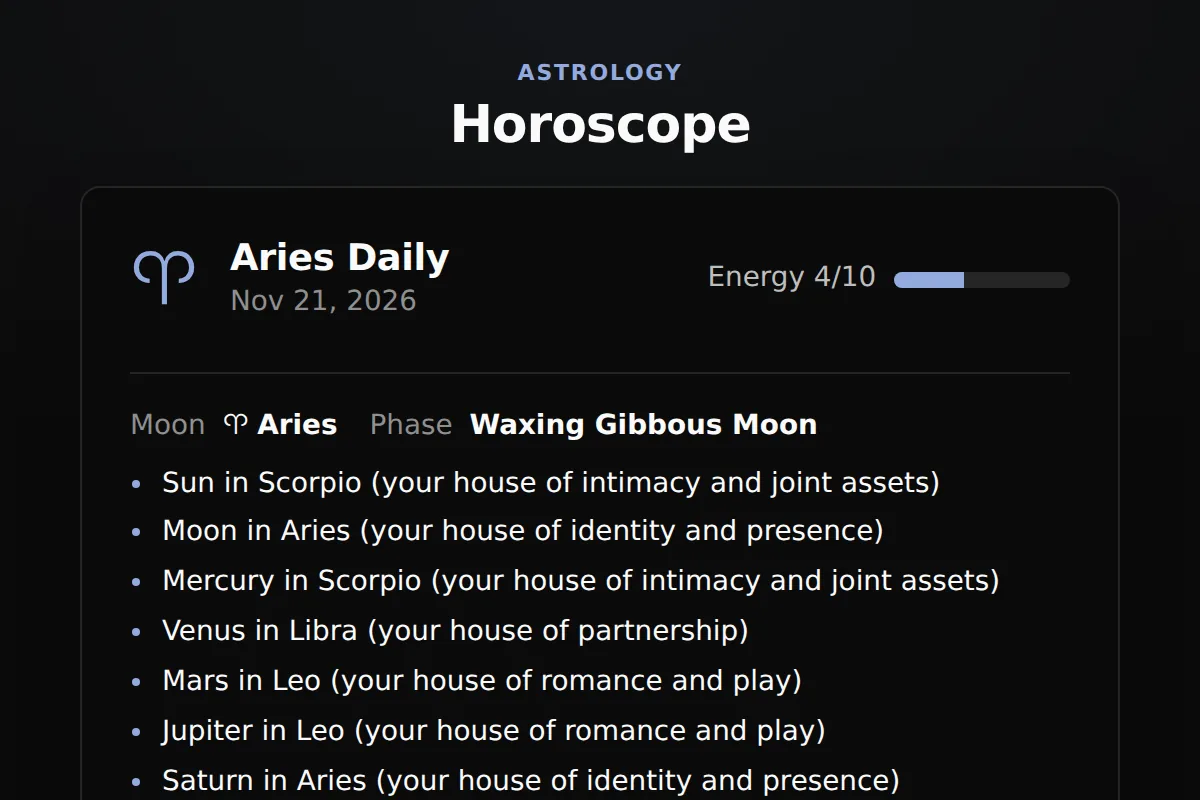 ASTROLOGY
Horoscope
♈ Aries Daily
Nov 21, 2026
Energy 4/10
Moon ♈ Aries Phase Waxing Gibbous Moon
• Sun in Scorpio (your house of intimacy and joint assets)
• Moon in Aries (your house of identity and presence)
• Mercury in Scorpio (your house of intimacy and joint assets)
• Venus in Libra (your house of partnership)
• Mars in Leo (your house of romance and play)
• Jupiter in Leo (your house of romance and play)
• Saturn in Aries (your house of identity and presence)